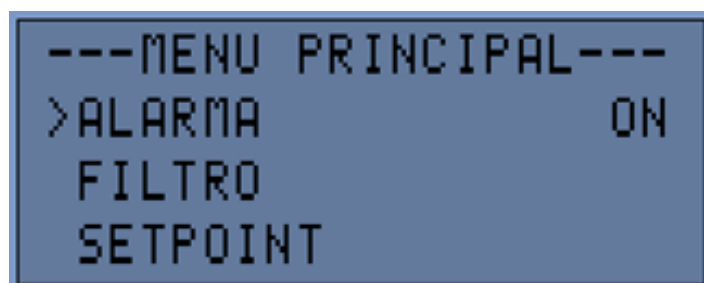 ---MENU PRINCIPAL---
>ALARMA ON
FILTRO
SETPOINT